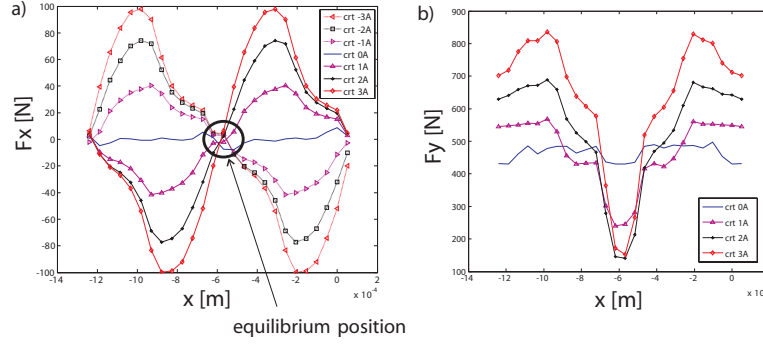 a)
Fx [N]
100
80
60
40
20
0
-20
-40
-60
-80
-100
-14
-12
-10
-8
-6
-4
-2
0
2
x 10⁻⁴
x [m]
crt -3A
crt -2A
crt -1A
crt 0A
crt 1A
crt 2A
crt 3A
equilibrium position
b)
Fy [N]
900
800
700
600
500
400
300
200
100
-14
-12
-10
-8
-6
-4
-2
0
x 10
x [m]
crt 0A
crt 1A
crt 2A
crt 3A